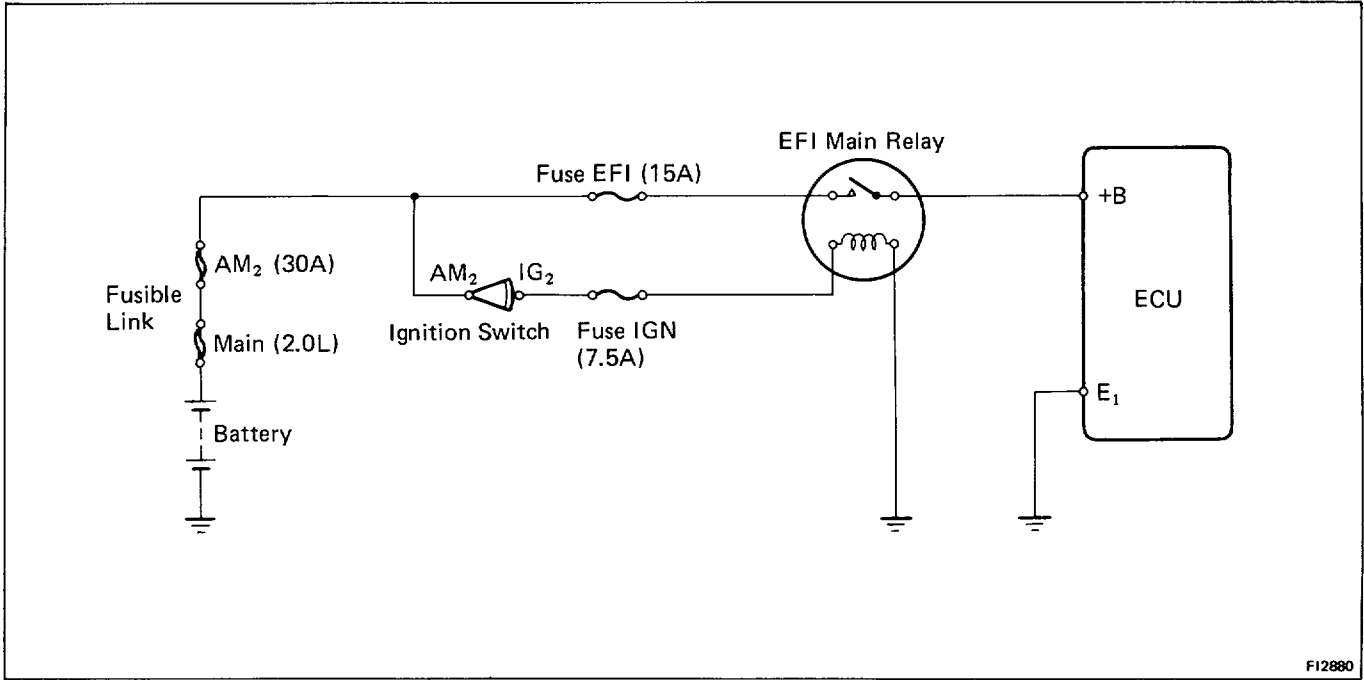 EFI Main Relay
Fuse EFI (15A)
+B
AM₂ (30A)
AM₂
IG₂
Fusible
Link
ECU
Ignition Switch
Fuse IGN
(7.5A)
Main (2.0L)
E₁
Battery
FI2880